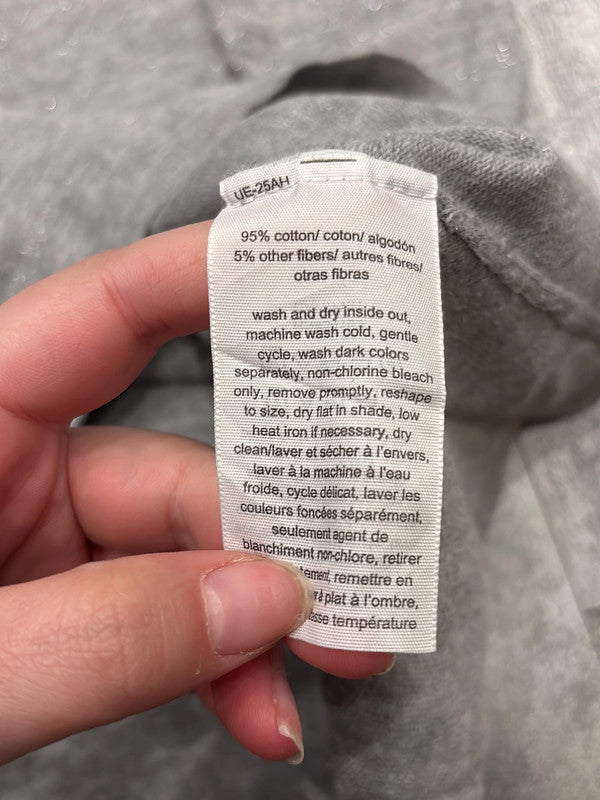 UE-25AH
95% cotton/ coton/ algodón
5% other fibers/ autres fibres/
otras fibras
wash and dry inside out,
machine wash cold, gentle
cycle, wash dark colors
separately, non-chlorine bleach
only, remove promptly, reshape
to size, dry flat in shade, low
heat iron if necessary, dry
clean/laver et sécher à l'envers,
laver à la machine à l'eau
froide, cycle délicat, laver les
couleurs foncées séparément,
seulement agent de
blanchiment non-chlore, retirer
remettre en
plat à l'ombre,
température